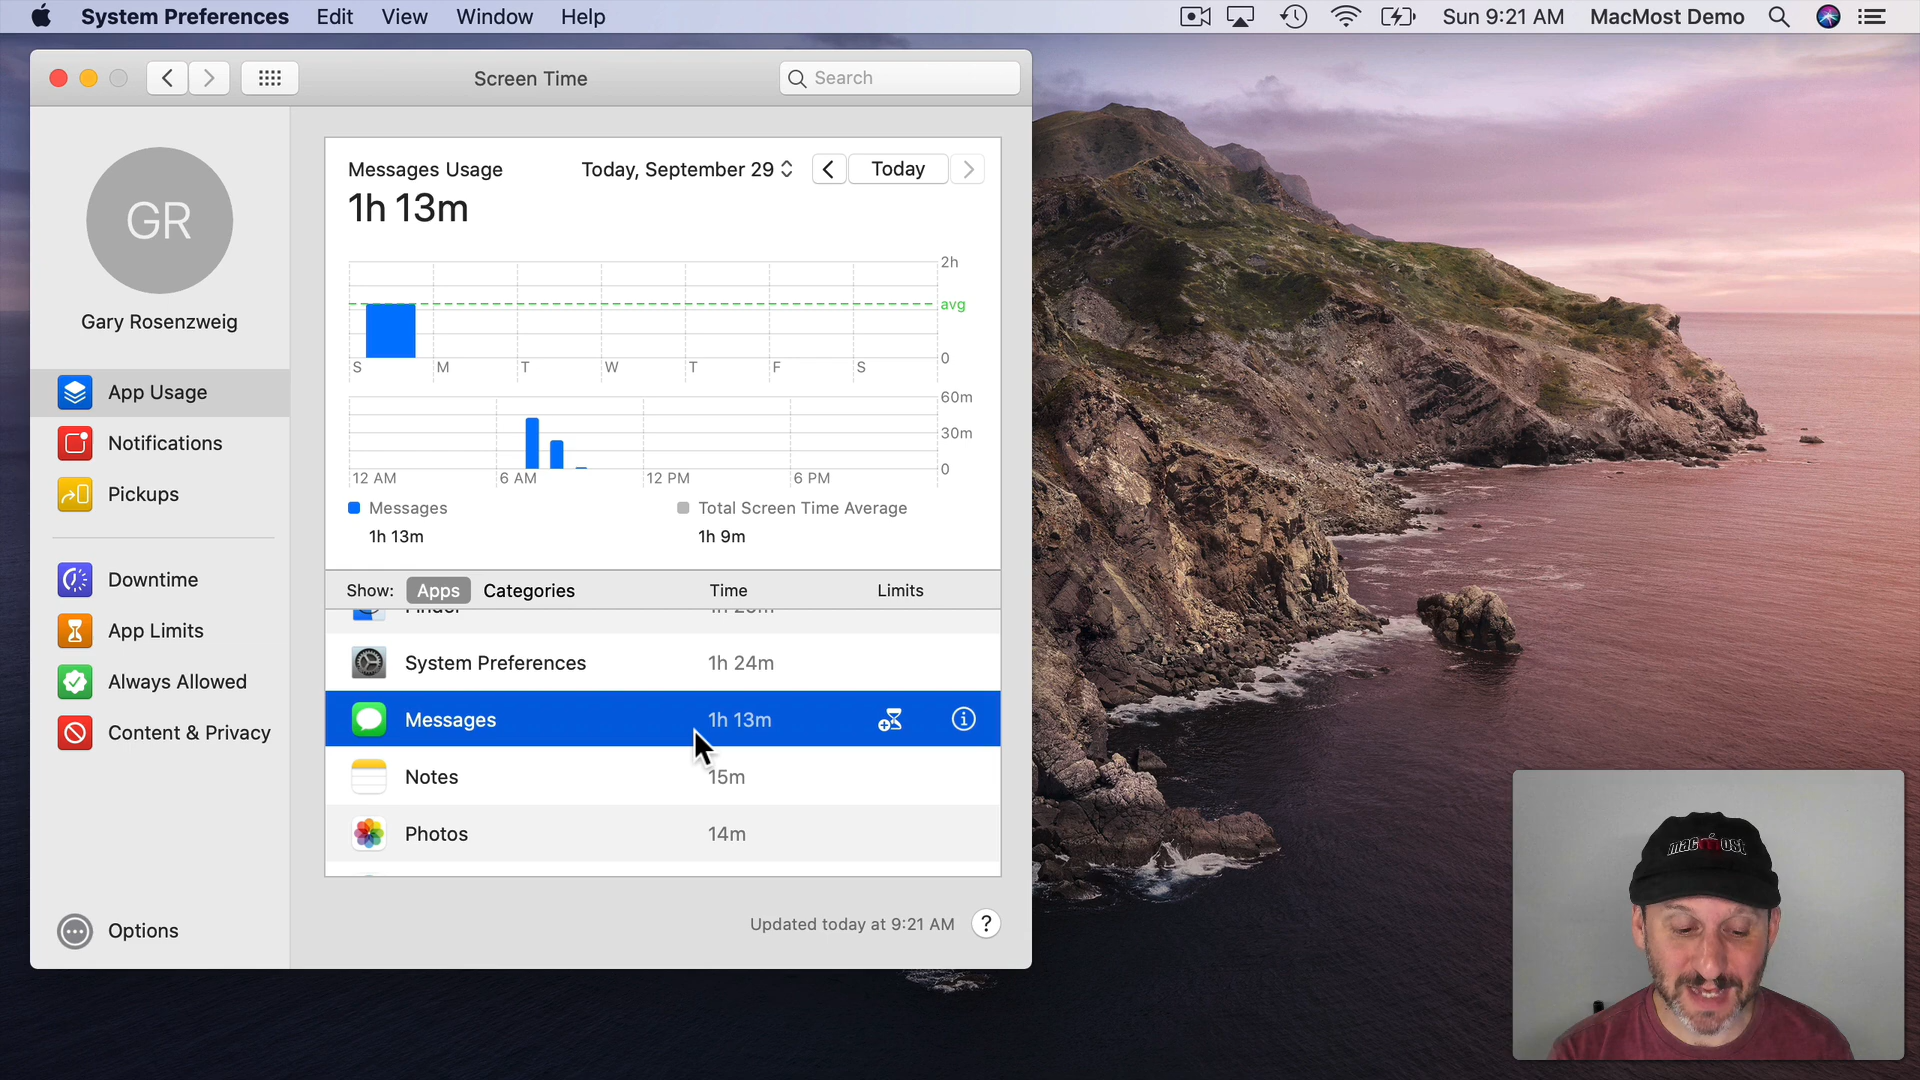 System Preferences Edit View Window Help Sun 9:21 AM MacMost Demo
Screen Time
Search
GR
Gary Rosenzweig
App Usage
Notifications
Pickups
Downtime
App Limits
Always Allowed
Content & Privacy
Options
Messages Usage
Today, September 29
Today
1h 13m
2h
avg
0
S M T W T F S
60m
30m
0
12 AM 6 AM 12 PM 6 PM
Messages Total Screen Time Average
1h 13m 1h 9m
Show: Apps Categories Time Limits
Finder
System Preferences 1h 24m
Messages 1h 13m
Notes 15m
Photos 14m
Updated today at 9:21 AM ?
macmost